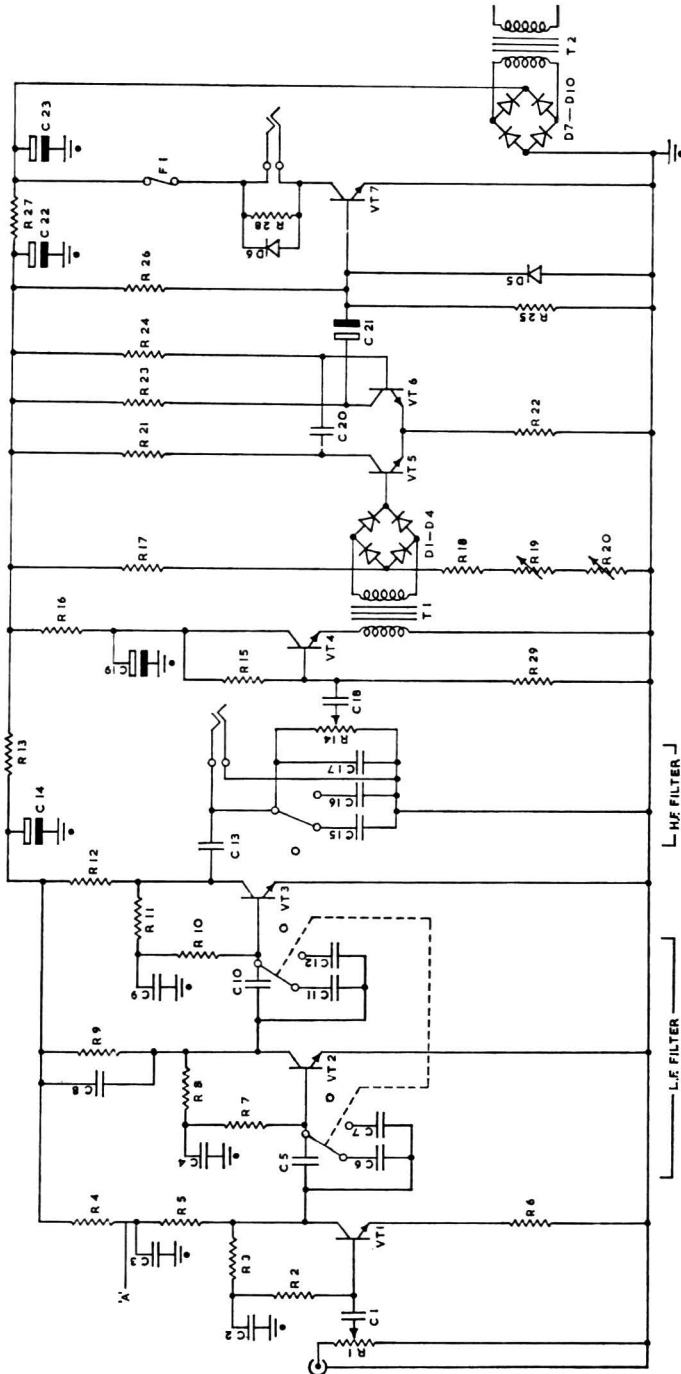 R1
C1
C2
R2
R3
VT1
R6
'A'
C3
R4
R5
C4
C5
C6
C7
R7
R8
VT2
C8
R9
C9
C10
C11
C12
R10
R11
R12
VT3
C13
C14
R13
C15
C16
C17
R14
C18
R15
R16
C19
VT4
R29
T1
R17
D1—D4
R18
R19
R20
R21
VT5
C20
R23
R24
VT6
R22
C21
R26
R25
D5
C22
R27
C23
F1
D6
R28
VT7
D7—D10
T2
L.F. FILTER
H.F. FILTER